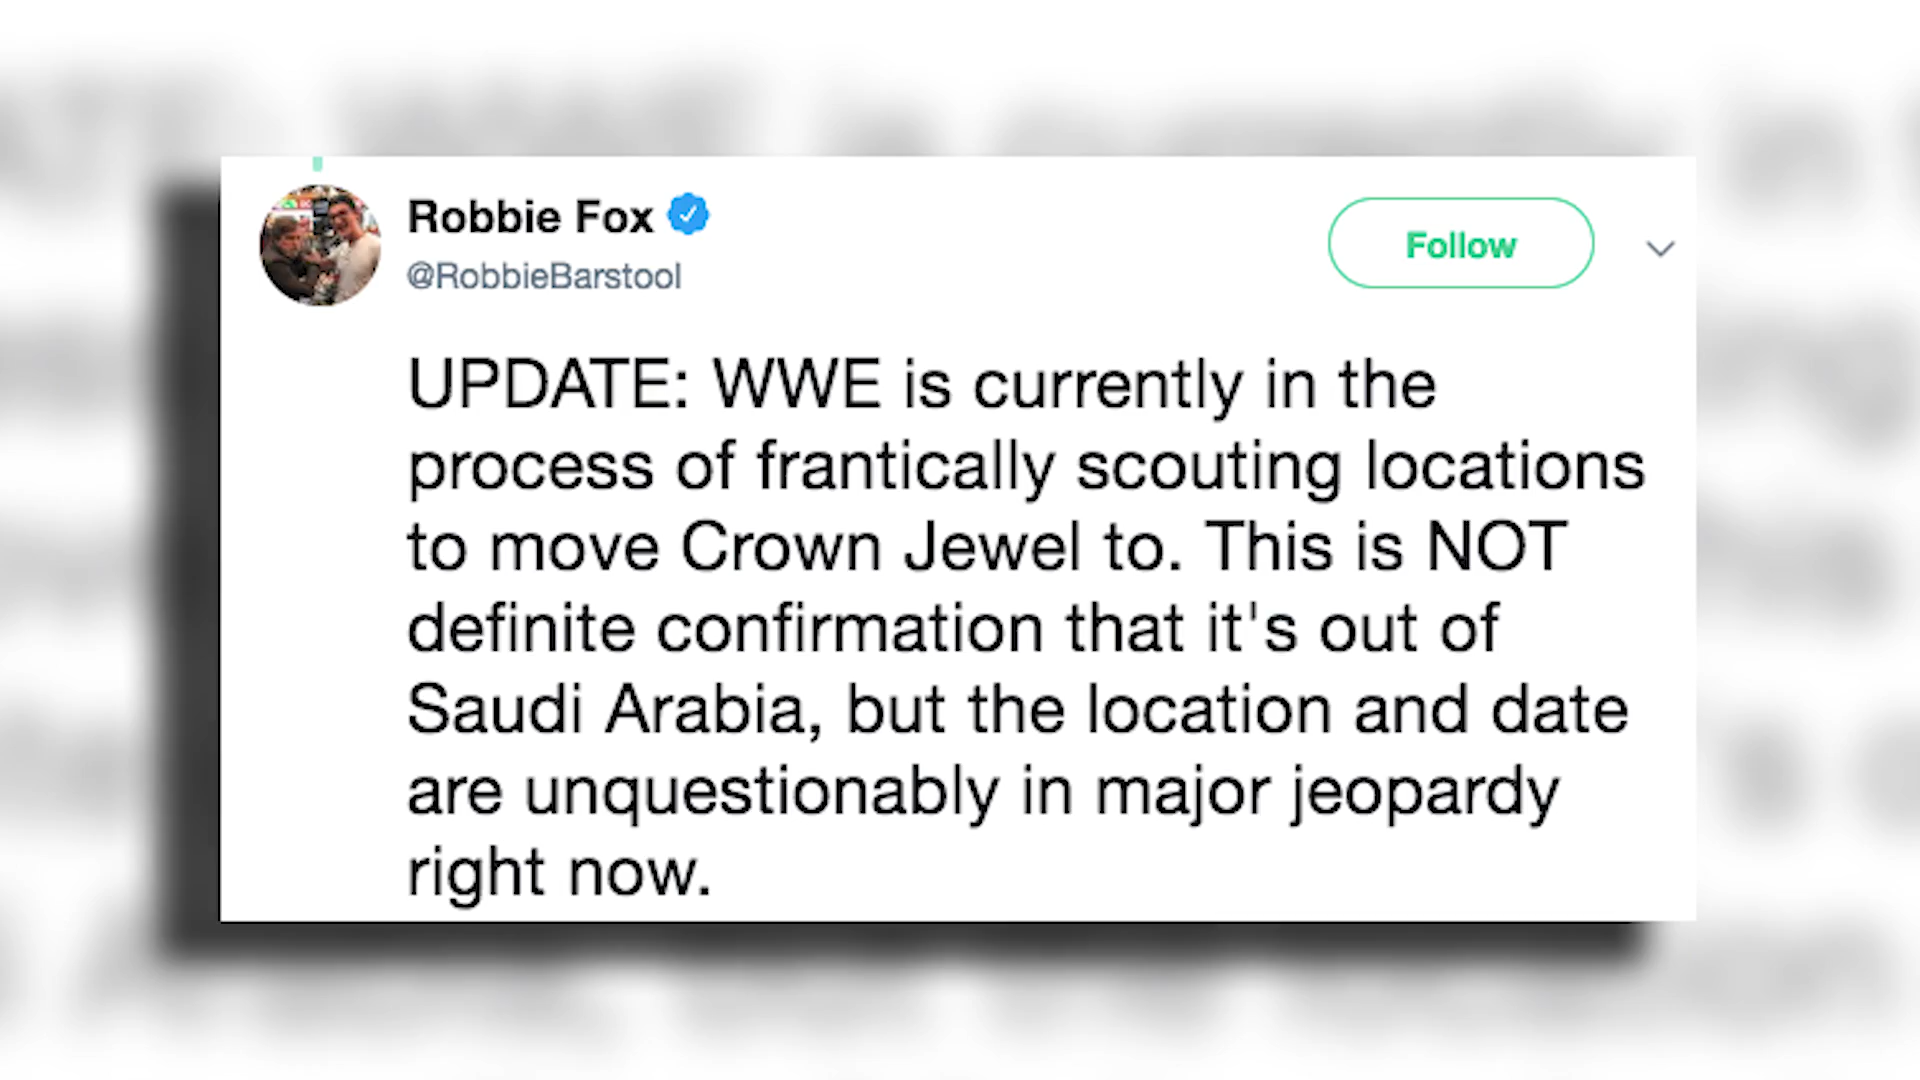 Robbie Fox
@RobbieBarstool
Follow
UPDATE: WWE is currently in the
process of frantically scouting locations
to move Crown Jewel to. This is NOT
definite confirmation that it's out of
Saudi Arabia, but the location and date
are unquestionably in major jeopardy
right now.